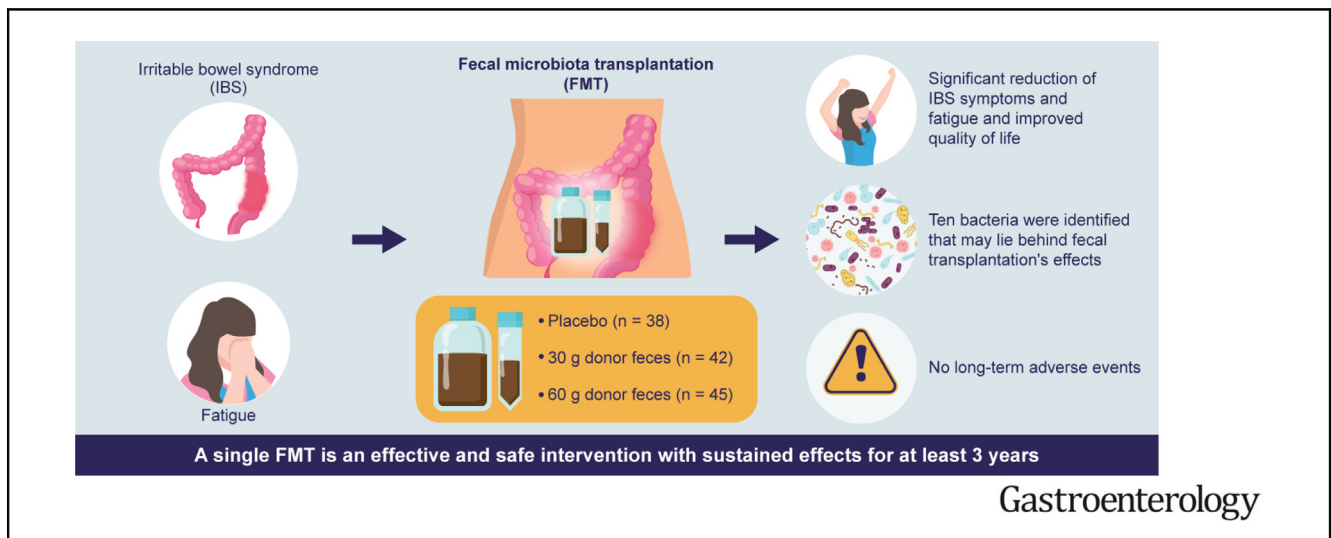 Irritable bowel syndrome
(IBS)
Fatigue
Fecal microbiota transplantation
(FMT)
• Placebo (n = 38)
• 30 g donor feces (n = 42)
• 60 g donor feces (n = 45)
Significant reduction of
IBS symptoms and
fatigue and improved
quality of life
Ten bacteria were identified
that may lie behind fecal
transplantation's effects
No long-term adverse events
A single FMT is an effective and safe intervention with sustained effects for at least 3 years
Gastroenterology